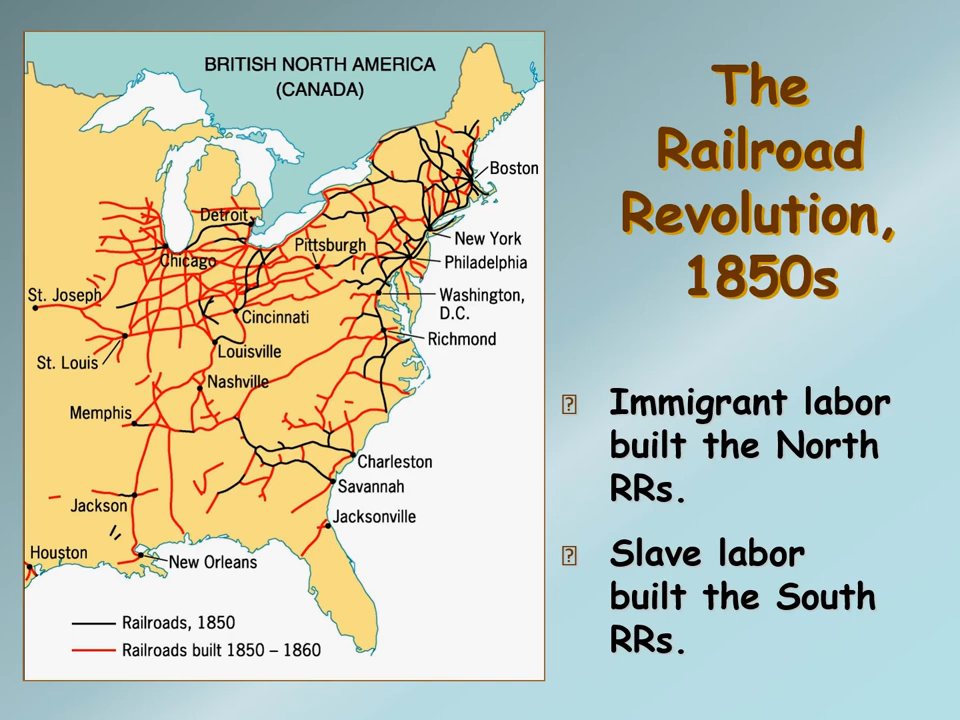 The
Railroad
Revolution,
1850s
Immigrant labor
built the North
RRs.
Slave labor
built the South
RRs.
BRITISH NORTH AMERICA
(CANADA)
Boston
Detroit
New York
Pittsburgh
Philadelphia
Chicago
St. Joseph
Washington,
D.C.
Cincinnati
Richmond
Louisville
St. Louis
Nashville
Memphis
Charleston
Savannah
Jackson
Jacksonville
Houston
New Orleans
Railroads, 1850
Railroads built 1850 – 1860